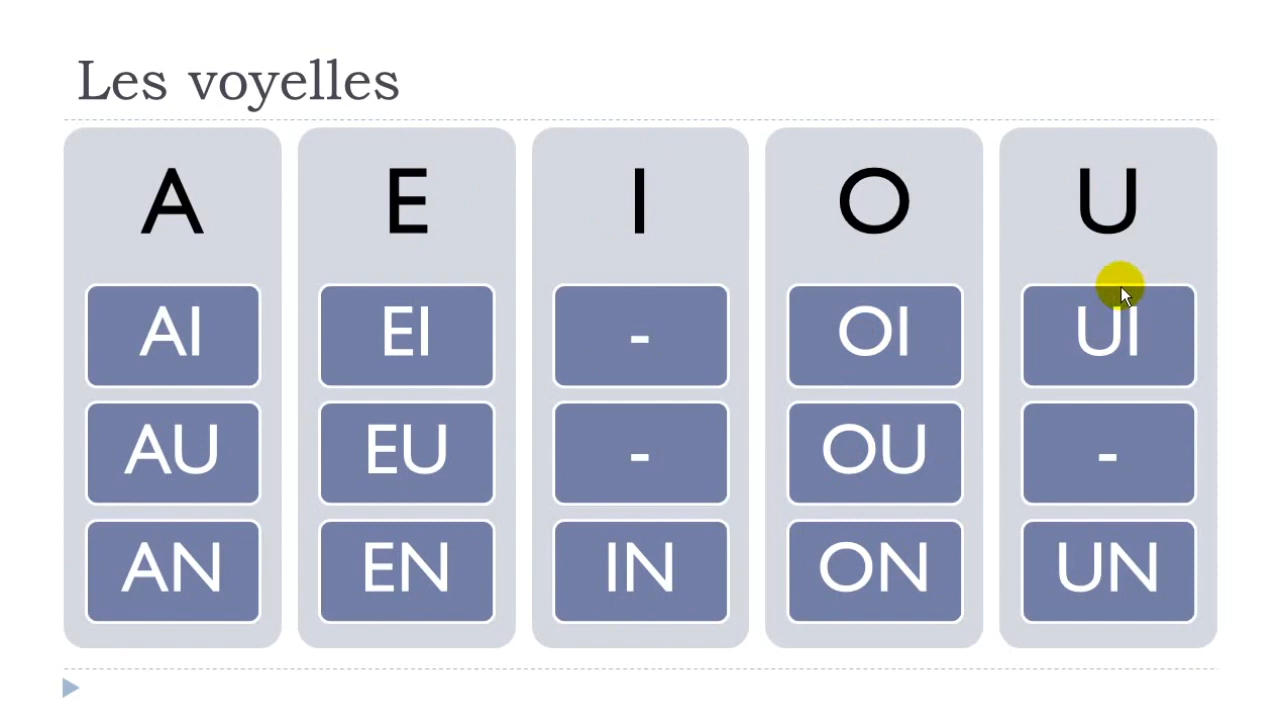 Les voyelles
A E I O U
AI EI - OI UI
AU EU - OU -
AN EN IN ON UN